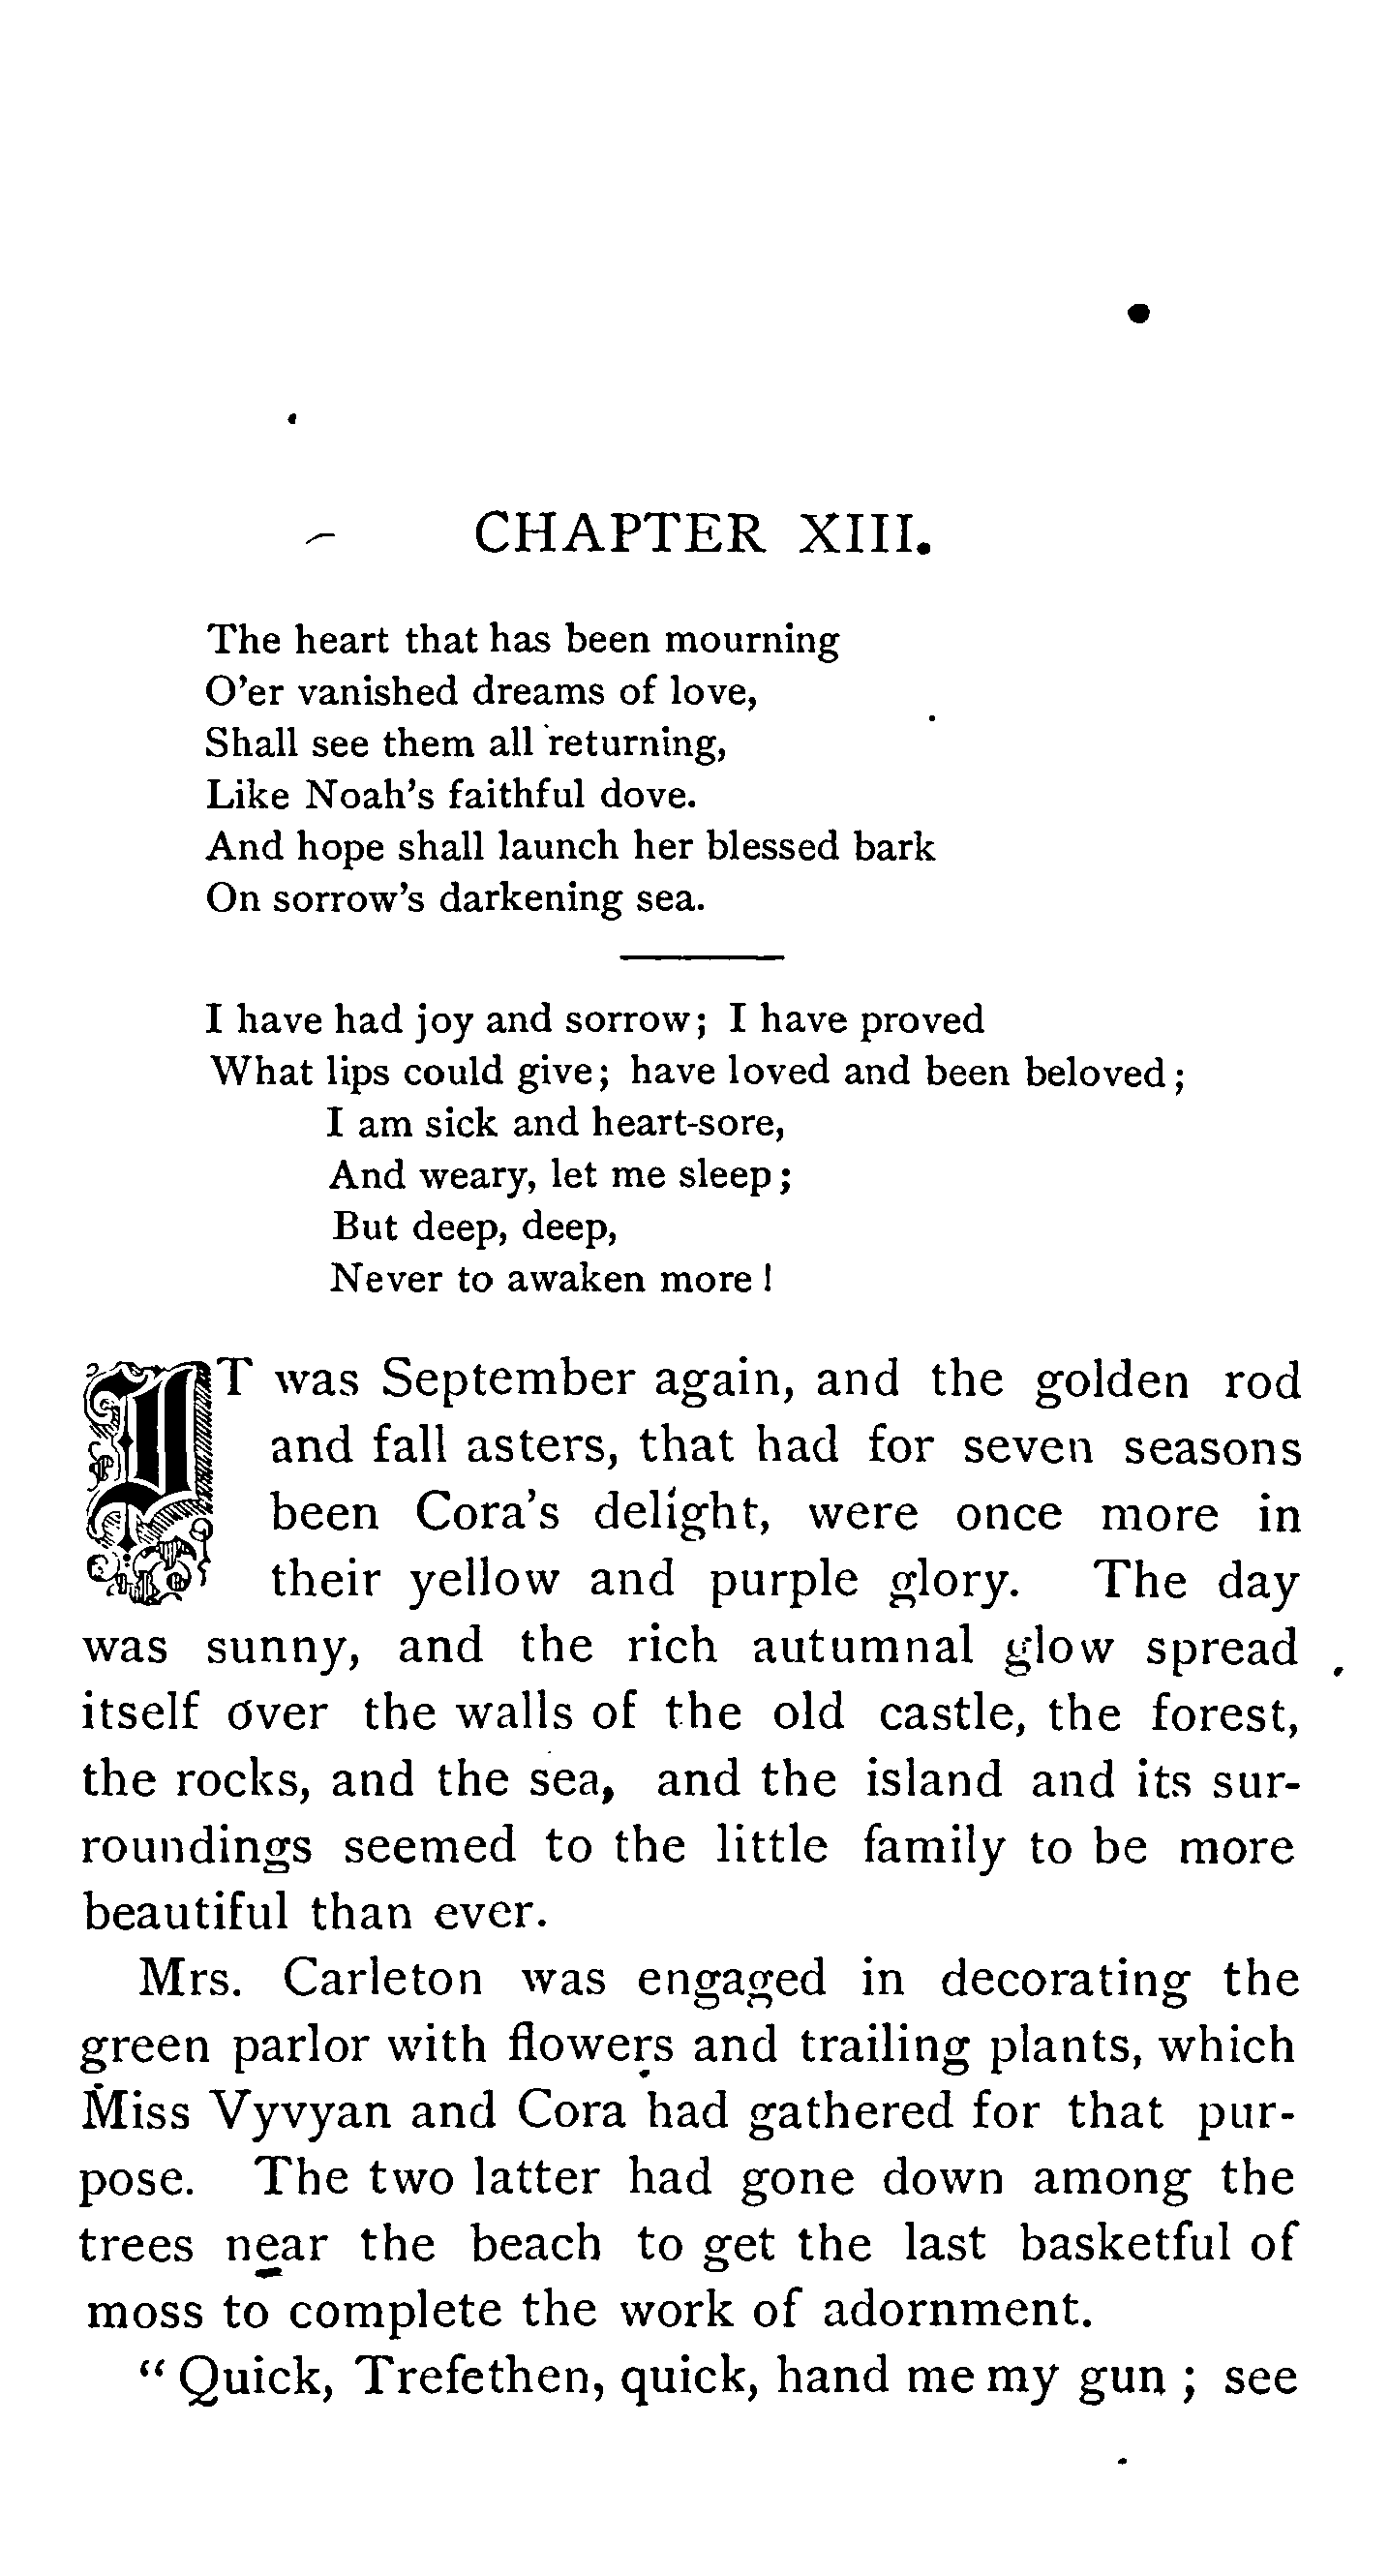 CHAPTER XIII.
The heart that has been mourning
O'er vanished dreams of love,
Shall see them all returning,
Like Noah's faithful dove.
And hope shall launch her blessed bark
On sorrow's darkening sea.
I have had joy and sorrow; I have proved
What lips could give; have loved and been beloved;
I am sick and heart-sore,
And weary, let me sleep;
But deep, deep,
Never to awaken more!
IT was September again, and the golden rod
and fall asters, that had for seven seasons
been Cora's delight, were once more in
their yellow and purple glory. The day
was sunny, and the rich autumnal glow spread
itself over the walls of the old castle, the forest,
the rocks, and the sea, and the island and its sur-
roundings seemed to the little family to be more
beautiful than ever.
Mrs. Carleton was engaged in decorating the
green parlor with flowers and trailing plants, which
Miss Vyvyan and Cora had gathered for that pur-
pose. The two latter had gone down among the
trees near the beach to get the last basketful of
moss to complete the work of adornment.
"Quick, Trefethen, quick, hand me my gun; see